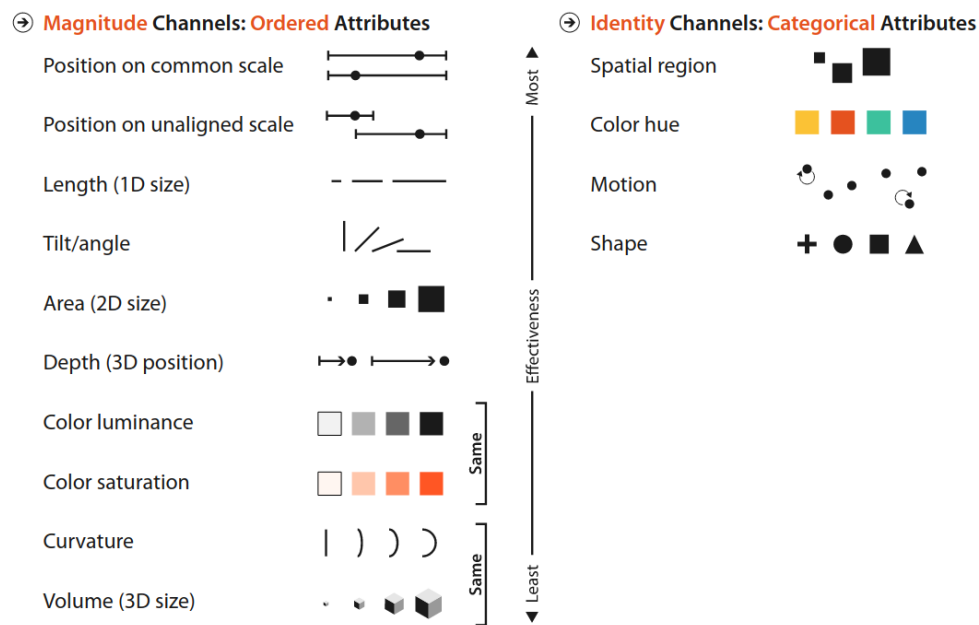 Magnitude Channels: Ordered Attributes
Position on common scale
Position on unaligned scale
Length (1D size)
Tilt/angle
Area (2D size)
Depth (3D position)
Color luminance
Color saturation
Same
Curvature
Volume (3D size)
Same
Most
Effectiveness
Least
Identity Channels: Categorical Attributes
Spatial region
Color hue
Motion
Shape